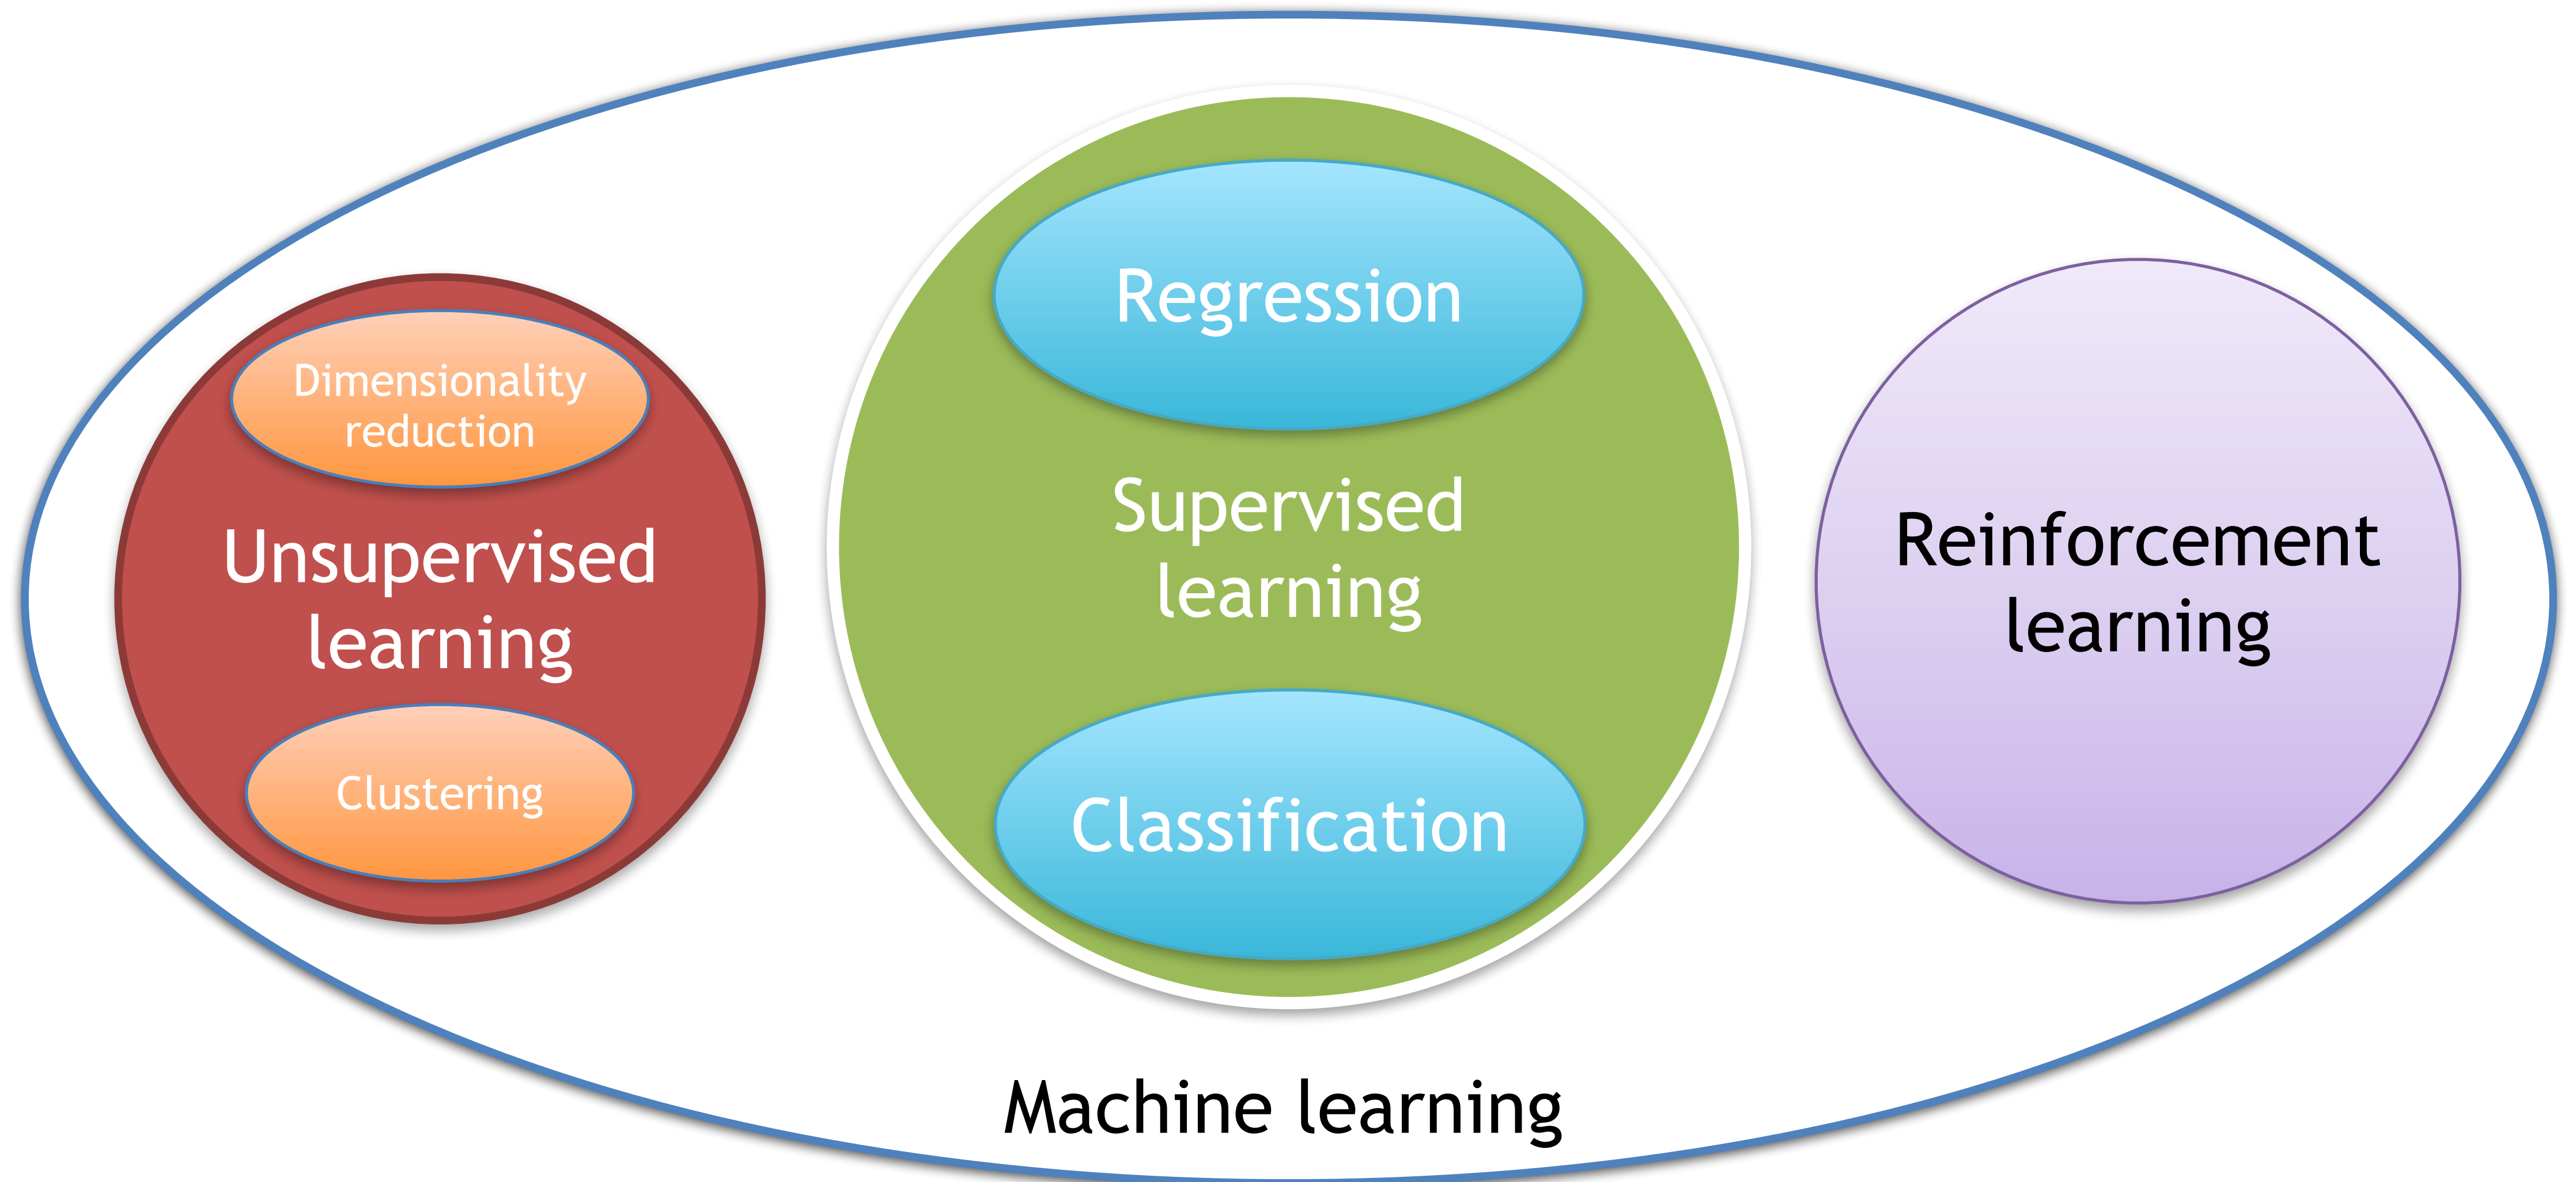 Dimensionality
reduction
Unsupervised
learning
Clustering
Regression
Supervised
learning
Classification
Reinforcement
learning
Machine learning